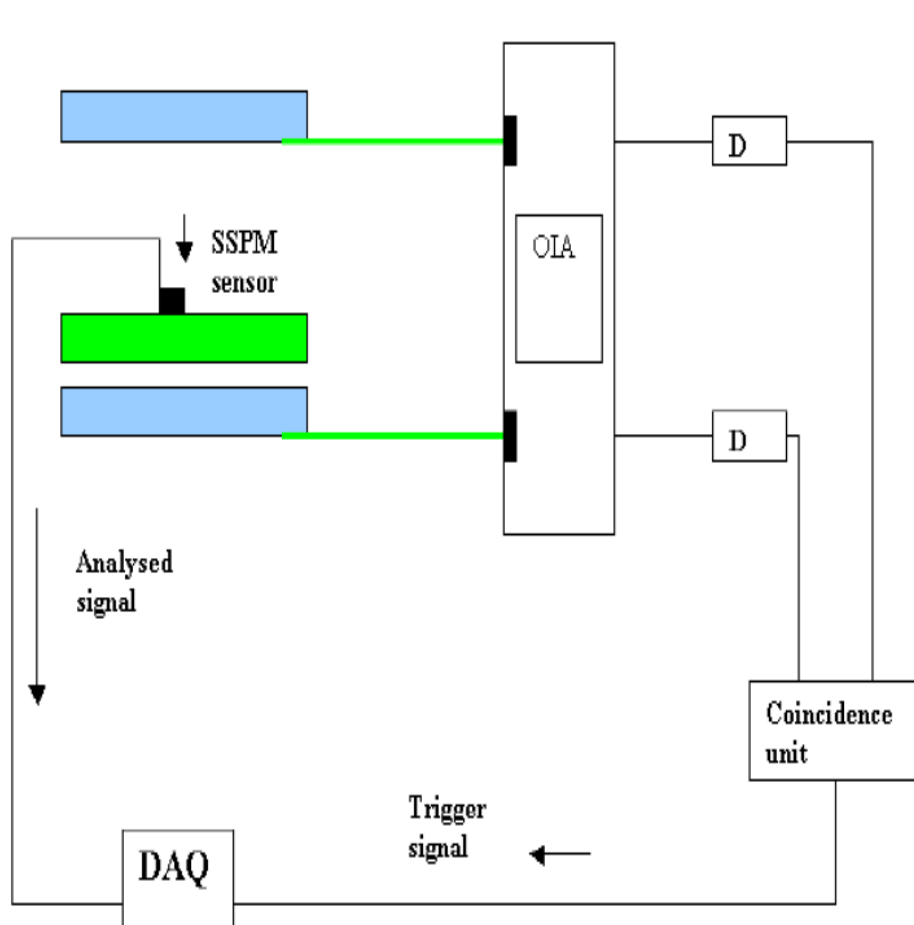 D
SSPM
sensor
OIA
D
Analysed
signal
Coincidence
unit
Trigger
signal
DAQ